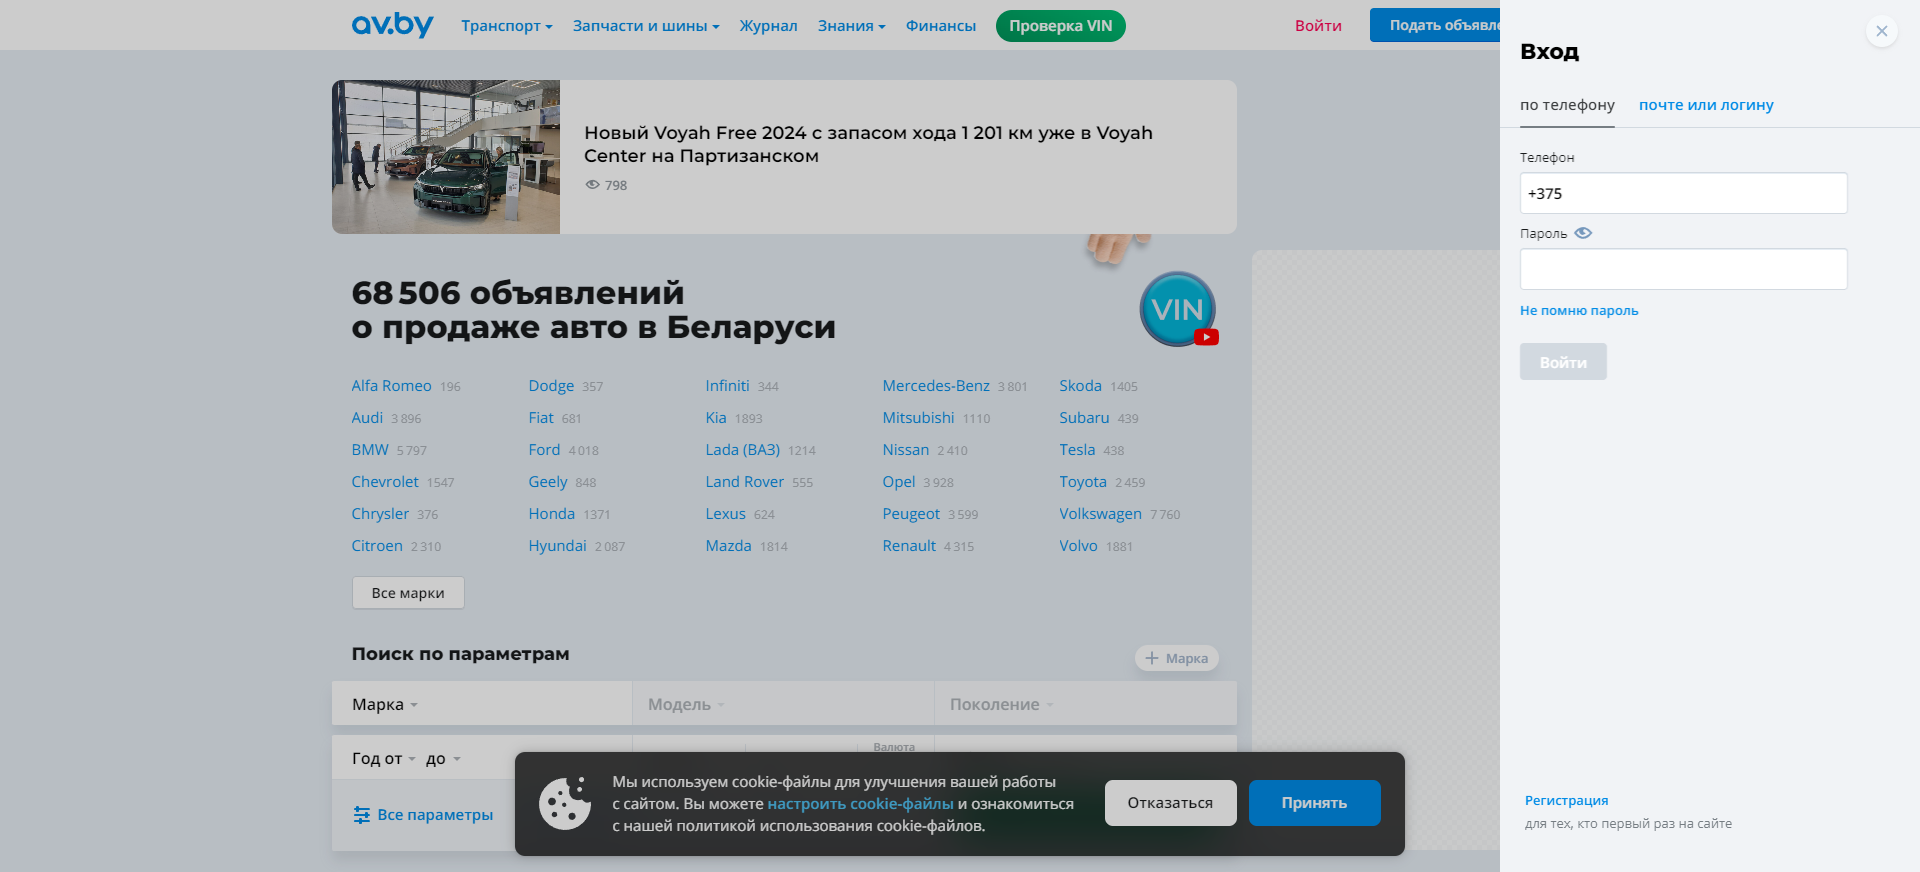 av.by
Транспорт
Запчасти и шины
Журнал
Знания
Финансы
Проверка VIN
Войти
Подать
Новый Voyah Free 2024 с запасом хода 1 201 км уже в Voyah
Center на Партизанском
798
68 506 объявлений
о продаже авто в Беларуси
VIN
Alfa Romeo 196
Dodge 357
Infiniti 344
Mercedes-Benz 3 801
Skoda 1405
Audi 3 896
Fiat 681
Kia 1893
Mitsubishi 1110
Subaru 439
BMW 5 797
Ford 4 018
Lada (ВАЗ) 1214
Nissan 2 410
Tesla 438
Chevrolet 1547
Geely 848
Land Rover 555
Opel 3 928
Toyota 2 459
Chrysler 376
Honda 1371
Lexus 624
Peugeot 3 599
Volkswagen 7 760
Citroen 2 310
Hyundai 2 087
Mazda 1814
Renault 4 315
Volvo 1881
Все марки
Поиск по параметрам
Марка
Марка
Модель
Поколение
Год от
до
Валюта
Все параметры
Мы используем cookie-файлы для улучшения вашей работы
с сайтом. Вы можете настроить cookie-файлы и ознакомиться
с нашей политикой использования cookie-файлов.
Отказаться
Принять
Вход
по телефону
почте или логину
Телефон
+375
Пароль
Не помню пароль
Войти
Регистрация
для тех, кто первый раз на сайте